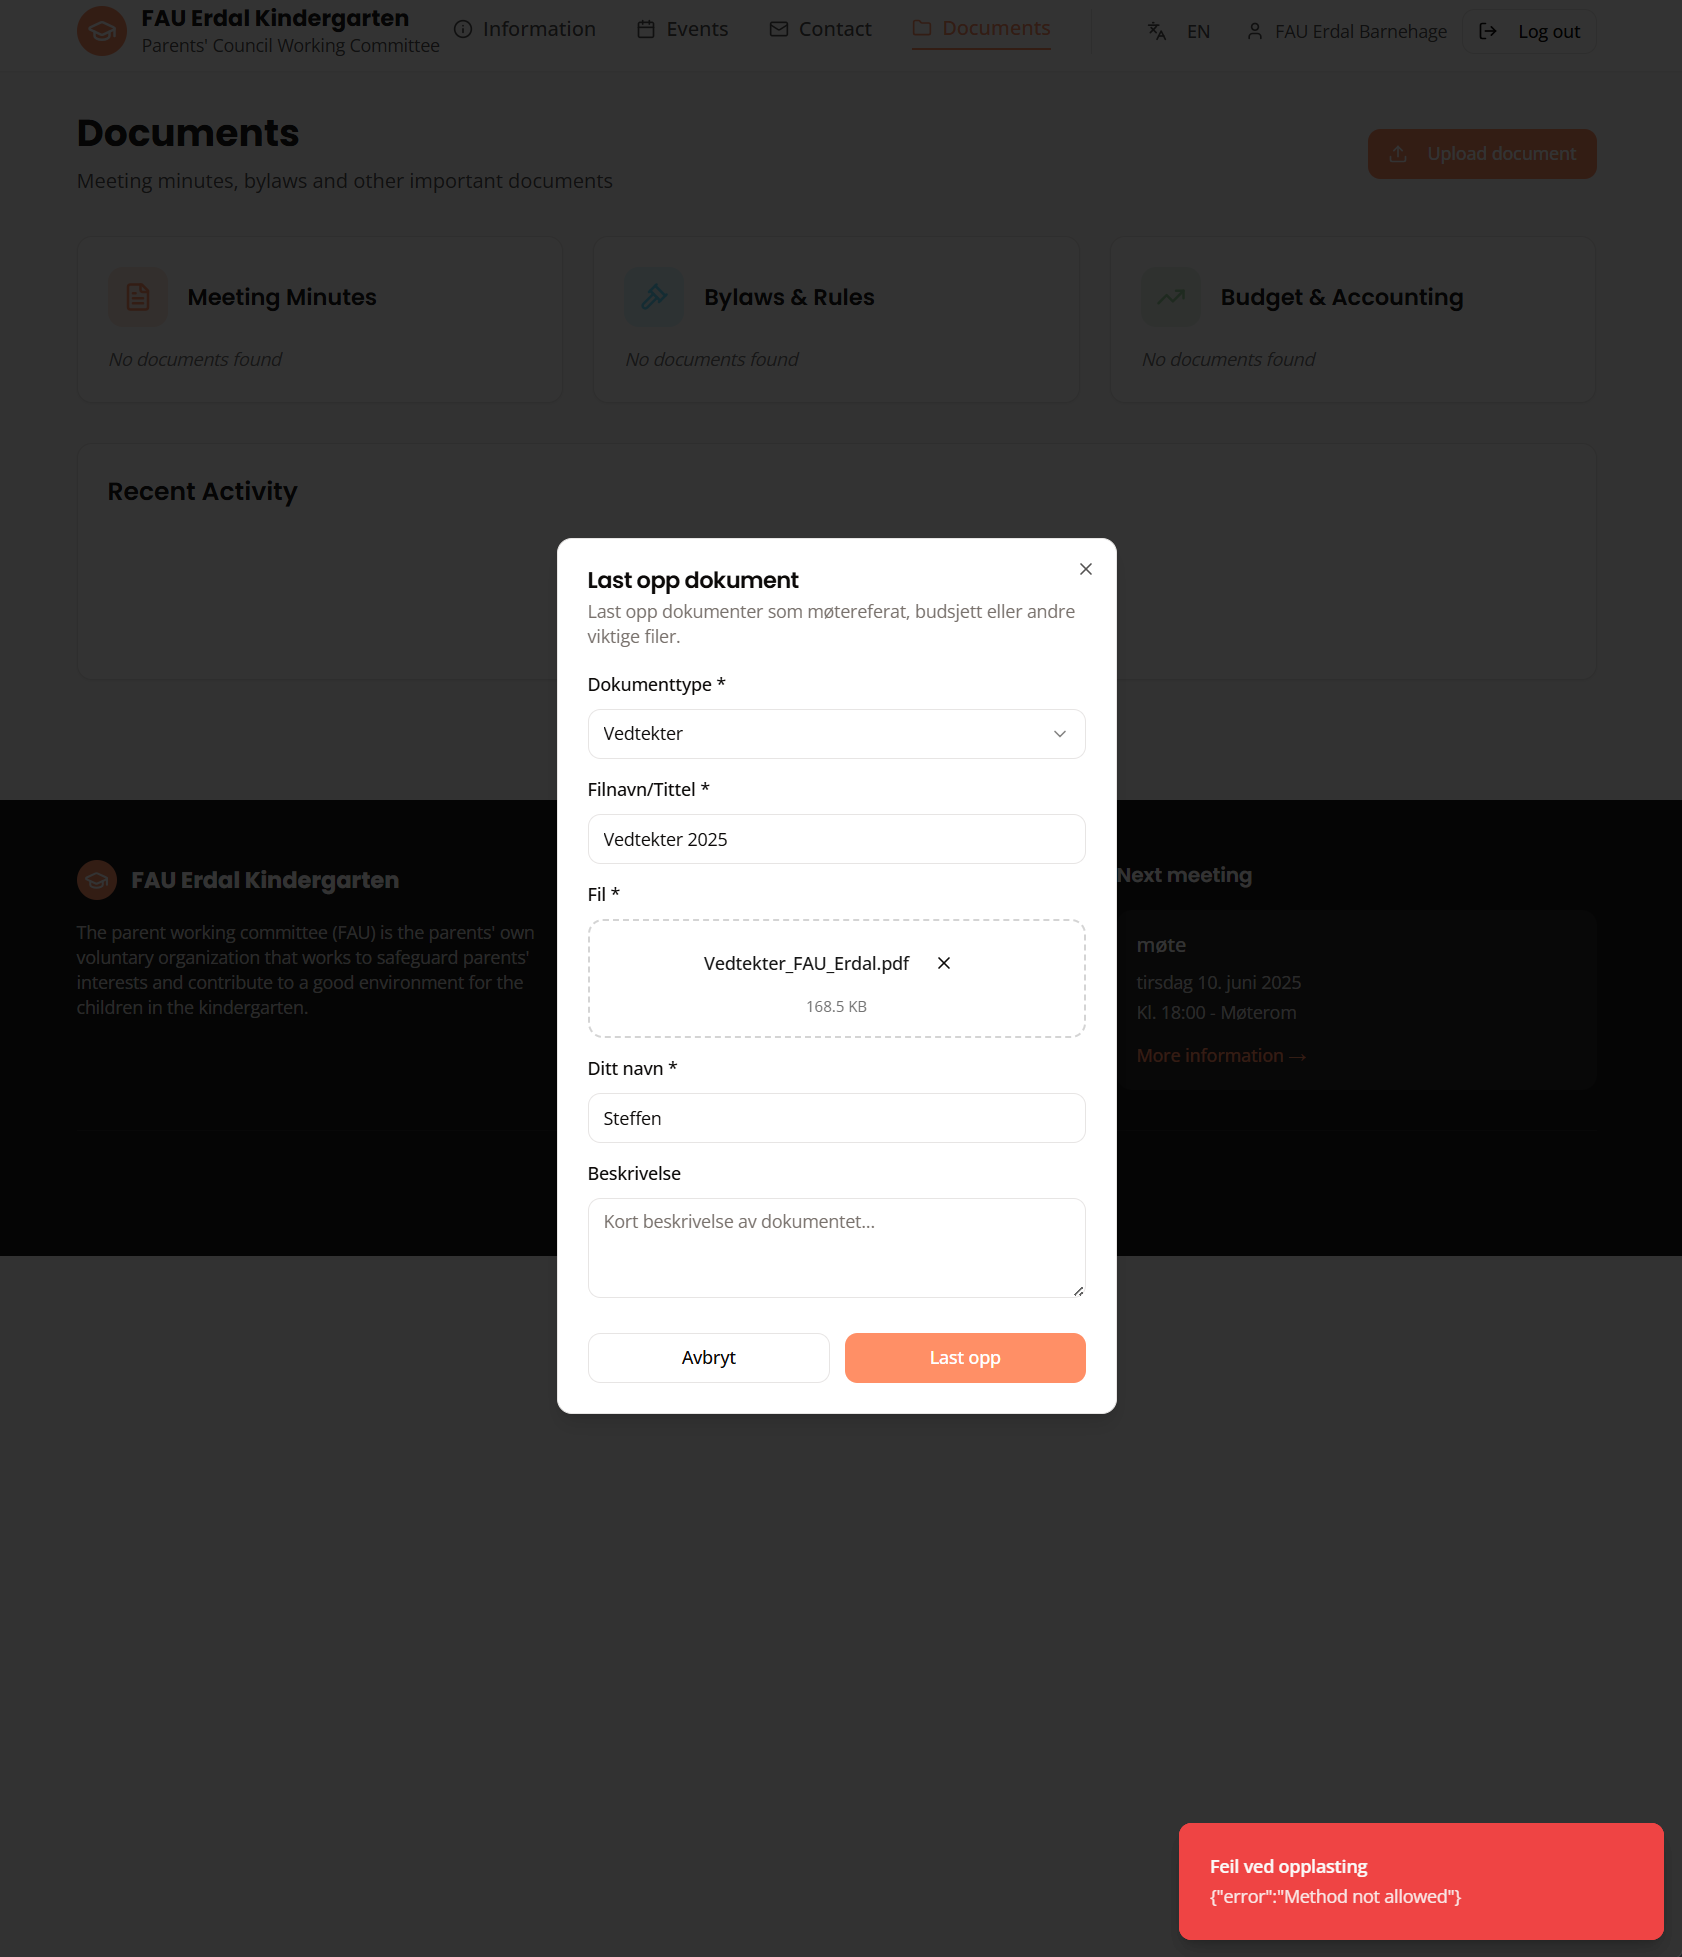 FAU Erdal Kindergarten
Parents' Council Working Committee
Information
Events
Contact
Documents
EN
FAU Erdal Barnehage
Log out
Documents
Meeting minutes, bylaws and other important documents
Upload document
Meeting Minutes
No documents found
Bylaws & Rules
No documents found
Budget & Accounting
No documents found
Recent Activity
Last opp dokument
Last opp dokumenter som møtereferat, budsjett eller andre
viktige filer.
Dokumenttype *
Vedtekter
Filnavn/Tittel *
Vedtekter 2025
Fil *
Vedtekter_FAU_Erdal.pdf
168.5 KB
Ditt navn *
Steffen
Beskrivelse
Kort beskrivelse av dokumentet...
Avbryt
Last opp
FAU Erdal Kindergarten
The parent working committee (FAU) is the parents' own
voluntary organization that works to safeguard parents'
interests and contribute to a good environment for the
children in the kindergarten.
Next meeting
møte
tirsdag 10. juni 2025
Kl. 18:00 - Møterom
More information →
Feil ved opplasting
{"error":"Method not allowed"}